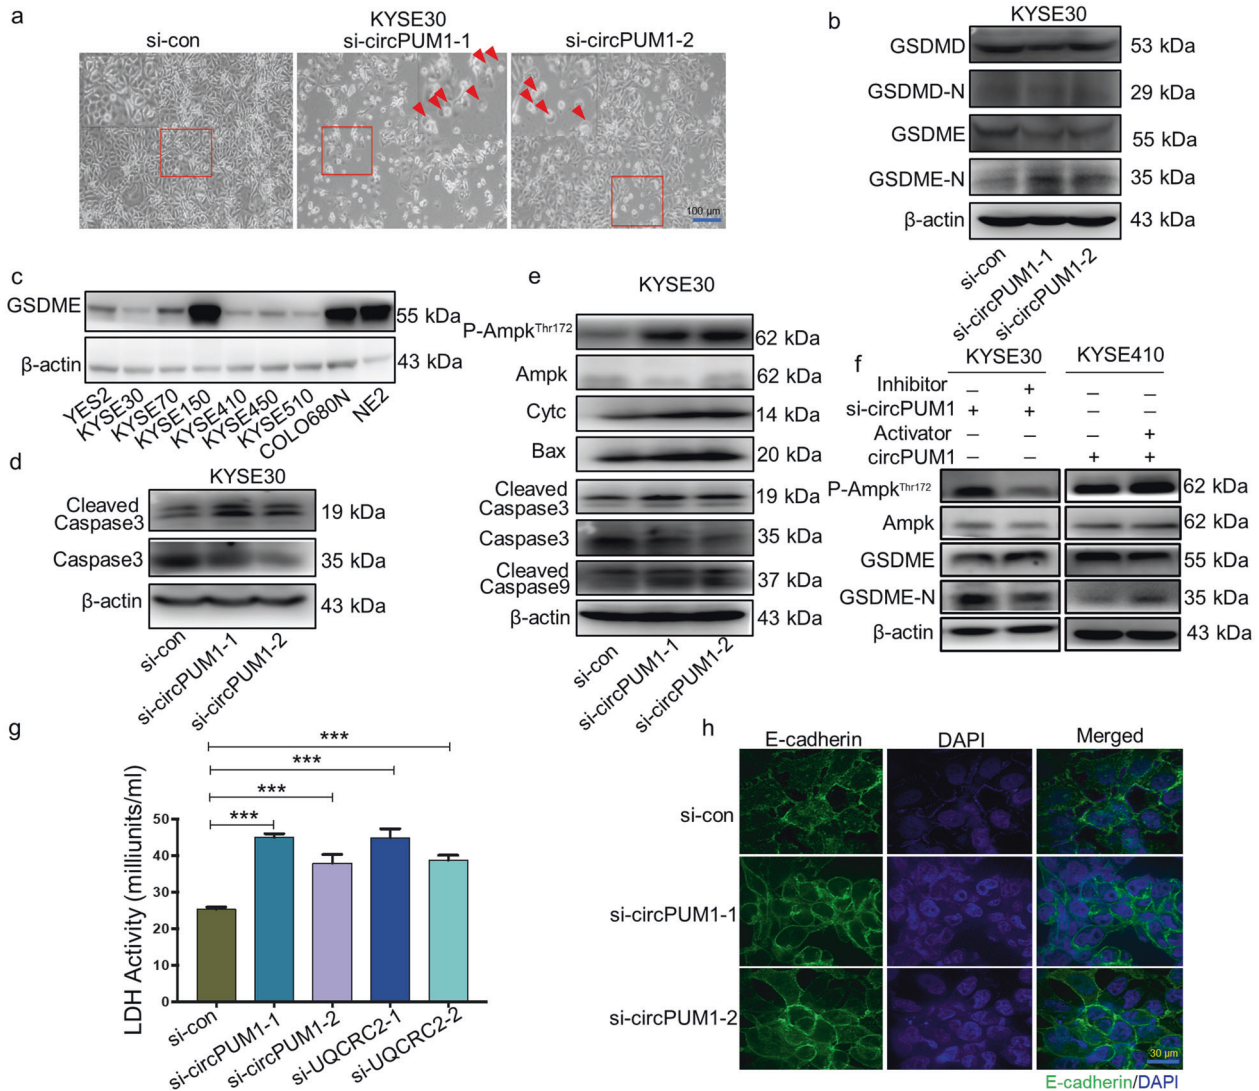 a
KYSE30
si-con
si-circPUM1-1
si-circPUM1-2
100 µm
b
KYSE30
GSDMD
53 kDa
GSDMD-N
29 kDa
GSDME
55 kDa
GSDME-N
35 kDa
β-actin
43 kDa
si-con
si-circPUM1-1
si-circPUM1-2
c
GSDME
55 kDa
β-actin
43 kDa
YES2
KYSE30
KYSE70
KYSE150
KYSE410
KYSE450
KYSE510
COLO680N
NE2
d
KYSE30
Cleaved
Caspase3
19 kDa
Caspase3
35 kDa
β-actin
43 kDa
si-con
si-circPUM1-1
si-circPUM1-2
e
KYSE30
P-AmpkThr172
62 kDa
Ampk
62 kDa
Cytc
14 kDa
Bax
20 kDa
Cleaved
Caspase3
19 kDa
Caspase3
35 kDa
Cleaved
Caspase9
37 kDa
β-actin
43 kDa
si-con
si-circPUM1-1
si-circPUM1-2
f
KYSE30 KYSE410
Inhibitor − + − −
si-circPUM1 + + − −
Activator − − − +
circPUM1 − − + +
P-AmpkThr172
62 kDa
Ampk
62 kDa
GSDME
55 kDa
GSDME-N
35 kDa
β-actin
43 kDa
g
***
***
***
***
LDH Activity (milliunits/ml)
50
40
30
20
10
0
si-con
si-circPUM1-1
si-circPUM1-2
si-UQCRC2-1
si-UQCRC2-2
h
E-cadherin DAPI Merged
si-con
si-circPUM1-1
si-circPUM1-2
30 µm
E-cadherin/DAPI